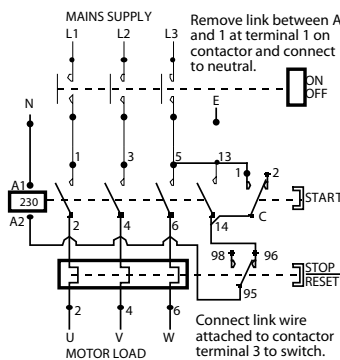 MAINS SUPPLY
L1 L2 L3
Remove link between A
and 1 at terminal 1 on
contactor and connect
to neutral.
ON
OFF
N
E
1 3 5 13 1 2
A1
230
A2
START
2 4 6 14 C
98 96
STOP
RESET
95
2 4 6
U V W
MOTOR LOAD
Connect link wire
attached to contactor
terminal 3 to switch.